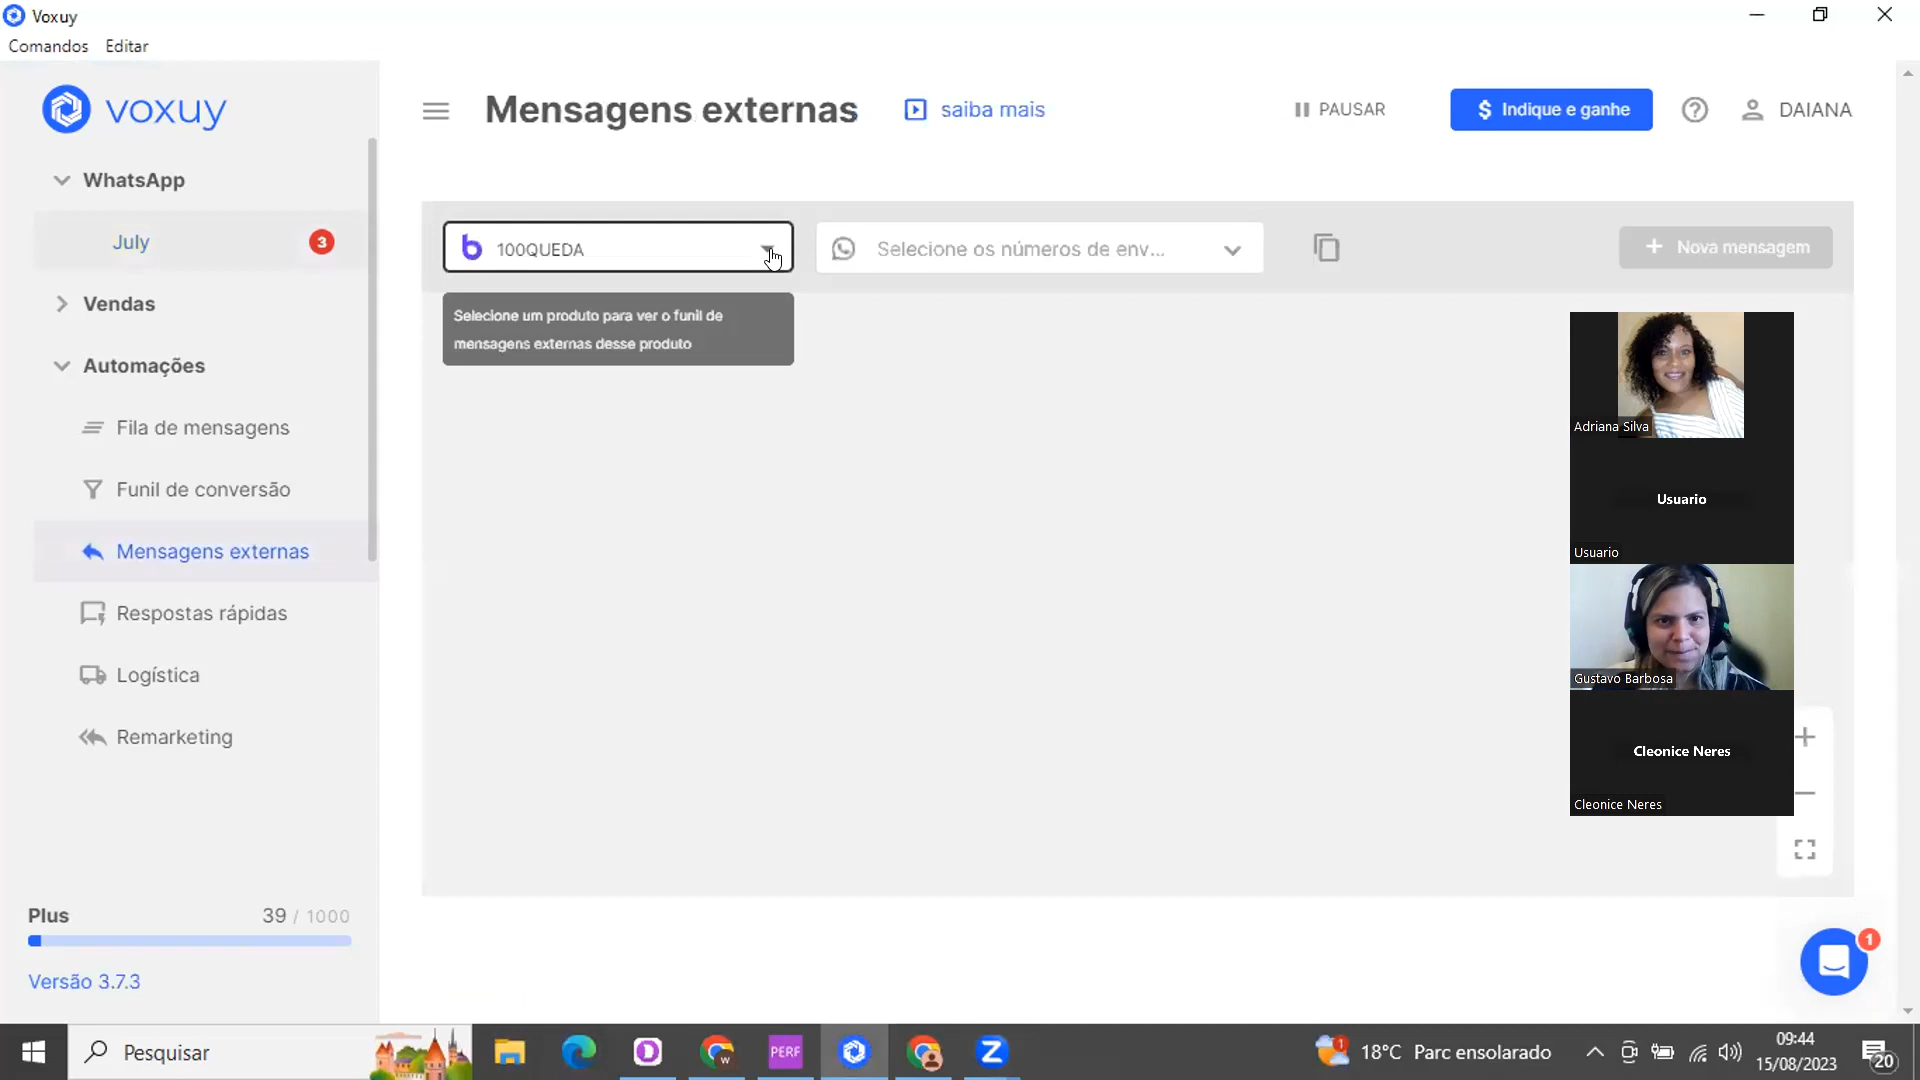 Voxuy
Comandos Editar
voxuy
Mensagens externas
saiba mais
PAUSAR
$ Indique e ganhe
DAIANA
WhatsApp
July
3
Vendas
Automações
Fila de mensagens
Funil de conversão
Mensagens externas
Respostas rápidas
Logística
Remarketing
Plus
39 / 1000
Versão 3.7.3
b 100QUEDA
Selecione os números de env...
+ Nova mensagem
Selecione um produto para ver o funil de
mensagens externas desse produto
Adriana Silva
Usuario
Usuario
Gustavo Barbosa
Cleonice Neres
Cleonice Neres
1
Pesquisar
W
PERF
Z
1
18°C Parc ensolarado
09:44
15/08/2023
20